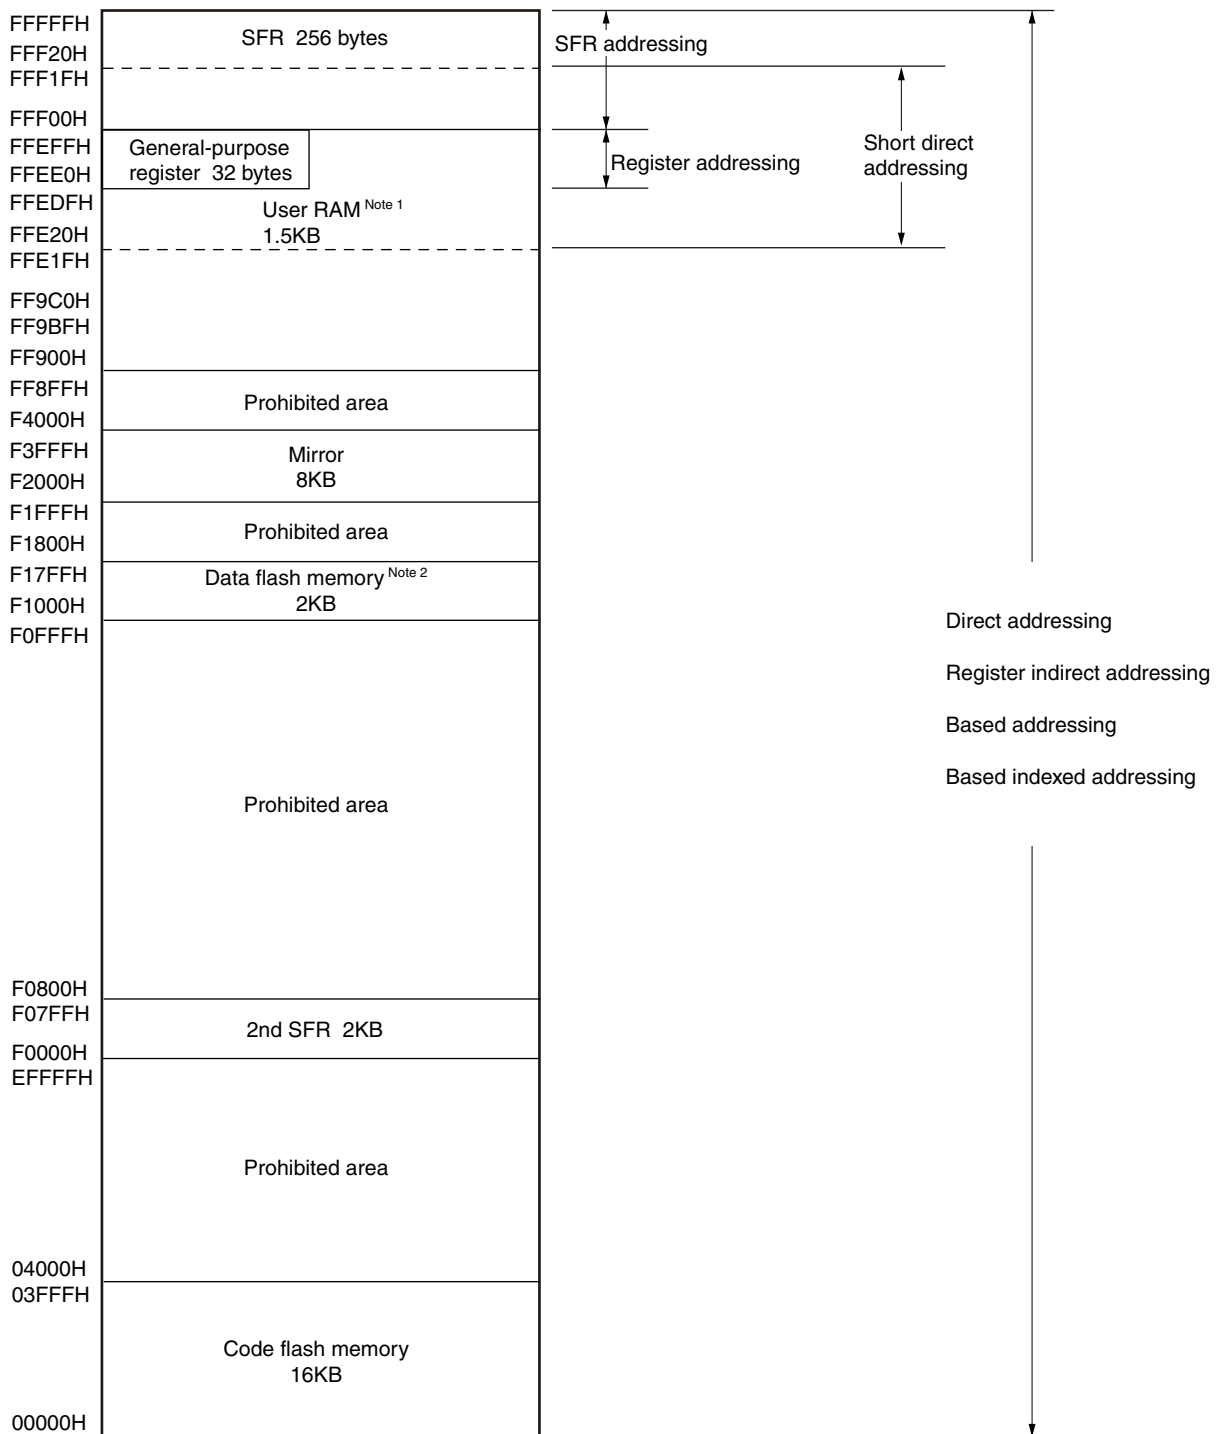 FFFFFH
SFR 256 bytes
SFR addressing
FFF20H
FFF1FH
FFF00H
FFEFFH
General-purpose
register 32 bytes
Register addressing
Short direct
addressing
FFEE0H
FFEDFH
User RAM Note 1
1.5KB
FFE20H
FFE1FH
FF9C0H
FF9BFH
FF900H
FF8FFH
Prohibited area
F4000H
F3FFFH
Mirror
8KB
F2000H
F1FFFH
Prohibited area
F1800H
F17FFH
Data flash memory Note 2
2KB
F1000H
F0FFFH
Direct addressing
Register indirect addressing
Based addressing
Based indexed addressing
Prohibited area
F0800H
F07FFH
2nd SFR 2KB
F0000H
EFFFFH
Prohibited area
04000H
03FFFH
Code flash memory
16KB
00000H